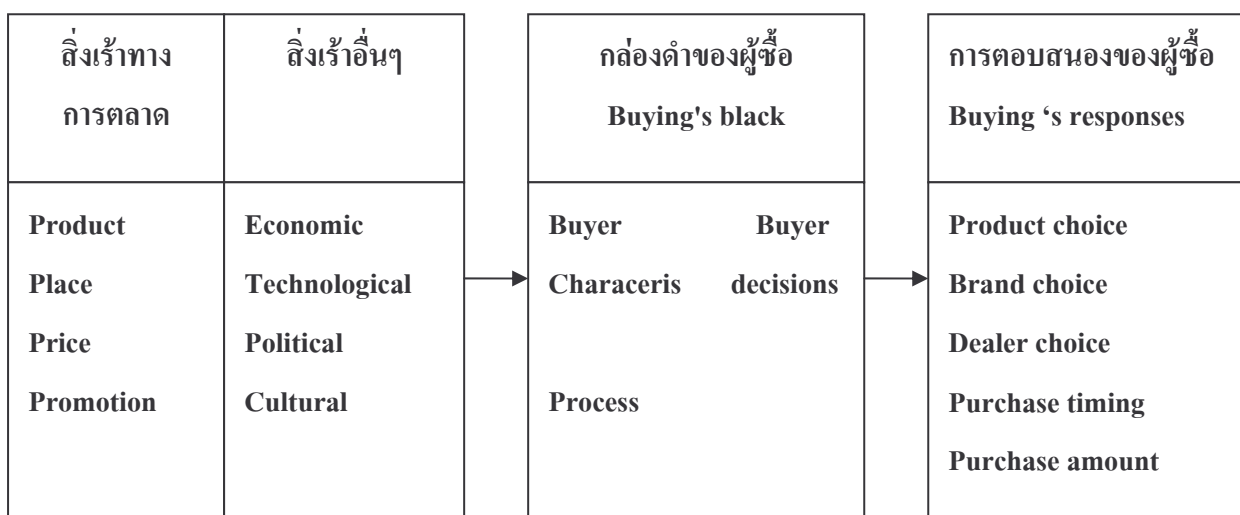 สิ่งเร้าทาง
การตลาด
สิ่งเร้าอื่นๆ
กล่องดำของผู้ซื้อ
Buying's black
การตอบสนองของผู้ซื้อ
Buying ‘s responses
Product
Place
Price
Promotion
Economic
Technological
Political
Cultural
Buyer Buyer
Characeris decisions
Process
Product choice
Brand choice
Dealer choice
Purchase timing
Purchase amount